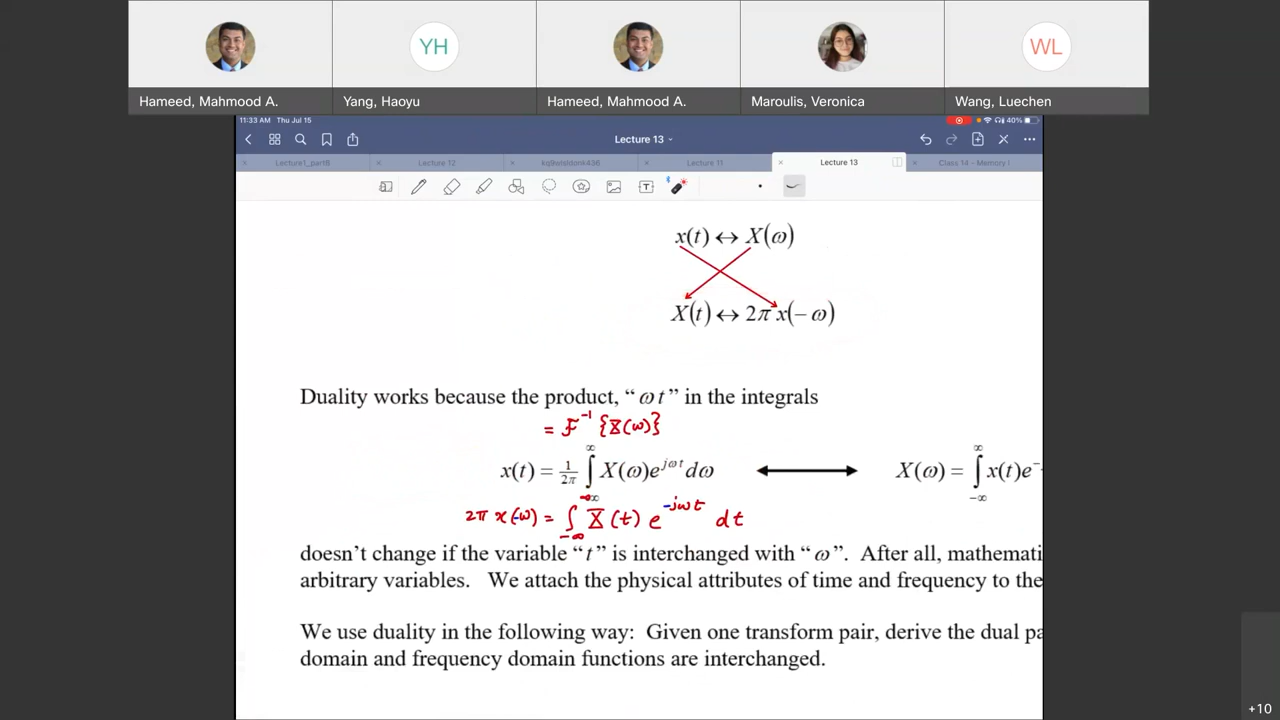 YH
WL
Hameed, Mahmood A.
Yang, Haoyu
Hameed, Mahmood A.
Maroulis, Veronica
Wang, Luechen
11:33 AM Thu Jul 15
40%
Lecture 13
Lecture1_part8
Lecture 12
Lecture 11
Lecture 13
Class 14 - Memory I
x(t) ↔ X(ω)
X(t) ↔ 2π x(− ω)
Duality works because the product, “ ω t” in the integrals
= F⁻¹ {X(ω)}
x(t) = 1/2π ∫_{-∞}^{∞} X(ω)e^{jω t} dω
X(ω) = ∫_{−∞}^{∞} x(t)e^{−
2π x(-ω) = ∫_{-∞}^{∞} X(t) e^{-jωt} dt
doesn’t change if the variable “ t ” is interchanged with “ ω ”. After all, mathemati
arbitrary variables. We attach the physical attributes of time and frequency to the
We use duality in the following way: Given one transform pair, derive the dual pa
domain and frequency domain functions are interchanged.
+10